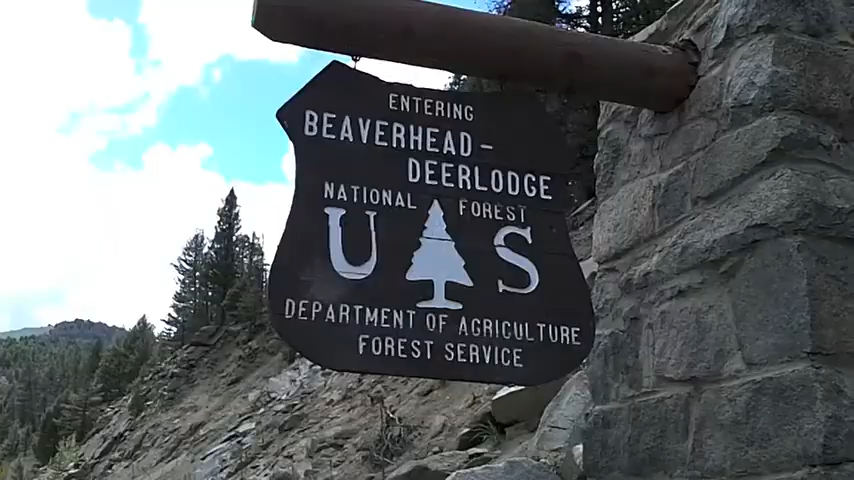 ENTERING
BEAVERHEAD-
DEERLODGE
NATIONAL FOREST
U S
DEPARTMENT OF AGRICULTURE
FOREST SERVICE